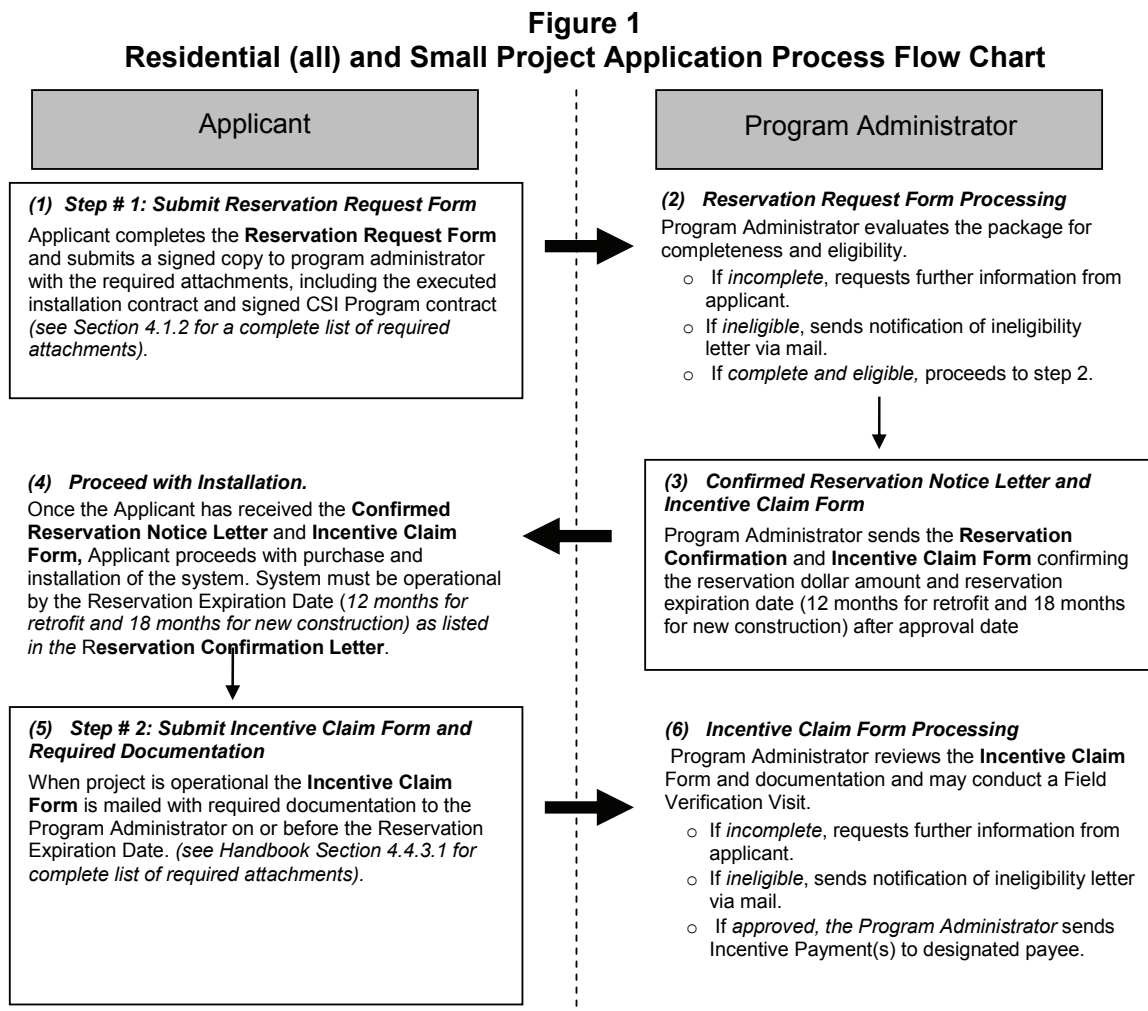 Figure 1
Residential (all) and Small Project Application Process Flow Chart
Applicant
Program Administrator
(1) Step # 1: Submit Reservation Request Form
Applicant completes the Reservation Request Form
and submits a signed copy to program administrator
with the required attachments, including the executed
installation contract and signed CSI Program contract
(see Section 4.1.2 for a complete list of required
attachments).
(2) Reservation Request Form Processing
Program Administrator evaluates the package for
completeness and eligibility.
o If incomplete, requests further information from
applicant.
o If ineligible, sends notification of ineligibility
letter via mail.
o If complete and eligible, proceeds to step 2.
(3) Confirmed Reservation Notice Letter and
Incentive Claim Form
Program Administrator sends the Reservation
Confirmation and Incentive Claim Form confirming
the reservation dollar amount and reservation
expiration date (12 months for retrofit and 18 months
for new construction) after approval date
(4) Proceed with Installation.
Once the Applicant has received the Confirmed
Reservation Notice Letter and Incentive Claim
Form, Applicant proceeds with purchase and
installation of the system. System must be operational
by the Reservation Expiration Date (12 months for
retrofit and 18 months for new construction) as listed
in the Reservation Confirmation Letter.
(5) Step # 2: Submit Incentive Claim Form and
Required Documentation
When project is operational the Incentive Claim
Form is mailed with required documentation to the
Program Administrator on or before the Reservation
Expiration Date. (see Handbook Section 4.4.3.1 for
complete list of required attachments).
(6) Incentive Claim Form Processing
Program Administrator reviews the Incentive Claim
Form and documentation and may conduct a Field
Verification Visit.
o If incomplete, requests further information from
applicant.
o If ineligible, sends notification of ineligibility letter
via mail.
o If approved, the Program Administrator sends
Incentive Payment(s) to designated payee.